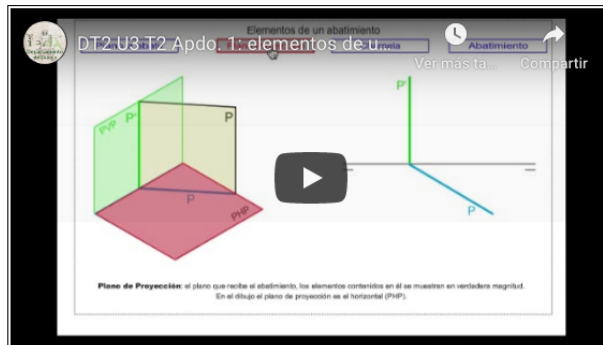 Elementos de un abatimiento
DT2 U3 T2 Apdo. 1: elementos de u...
Abatimiento
Ver más ta...
Compartir
PVP P' P
P
PHP
P'
P
Plano de Proyección: el plano que recibe el abatimiento, los elementos contenidos en él se muestran en verdadera magnitud.
En el dibujo el plano de proyección es el horizontal (PHP).